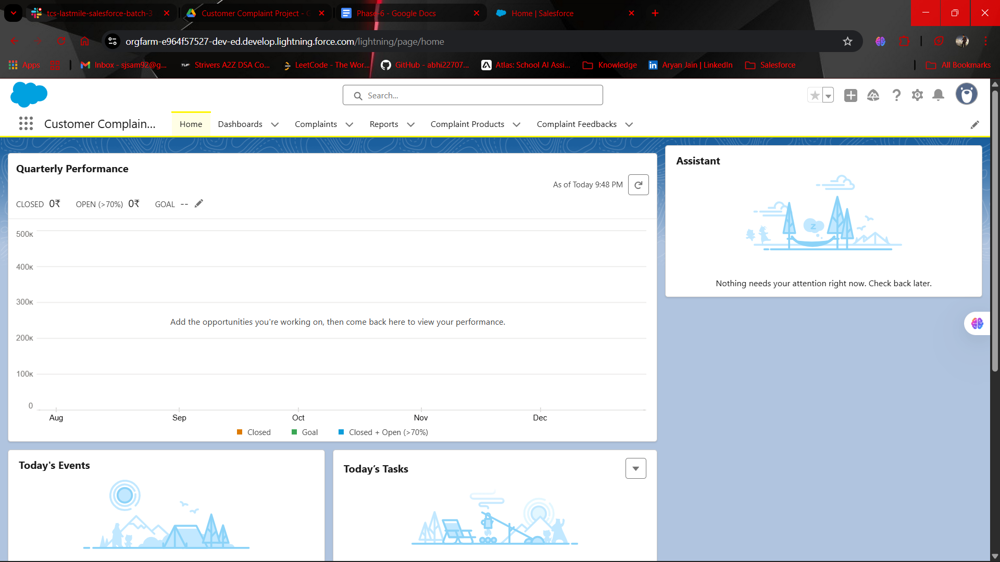 tcs-lastmile-salesforce-batch-3
Customer Complaint Project - G
Phase-6 - Google Docs
Home | Salesforce
orgfarm-e964f57527-dev-ed.develop.lightning.force.com/lightning/page/home
Apps
Inbox - sjsam92@g...
TUF
Strivers A2Z DSA Co...
LeetCode - The Wor...
GitHub - abhi22707...
Atlas: School AI Assi...
Knowledge
Aryan Jain | LinkedIn
Salesforce
All Bookmarks
Search...
Customer Complain...
Home
Dashboards
Complaints
Reports
Complaint Products
Complaint Feedbacks
Quarterly Performance
As of Today 9:48 PM
CLOSED 0₹ OPEN (>70%) 0₹ GOAL --
500K
400K
300K
Add the opportunities you're working on, then come back here to view your performance.
200K
100K
0
Aug Sep Oct Nov Dec
Closed Goal Closed + Open (>70%)
Assistant
z
Nothing needs your attention right now. Check back later.
Today's Events
Today’s Tasks